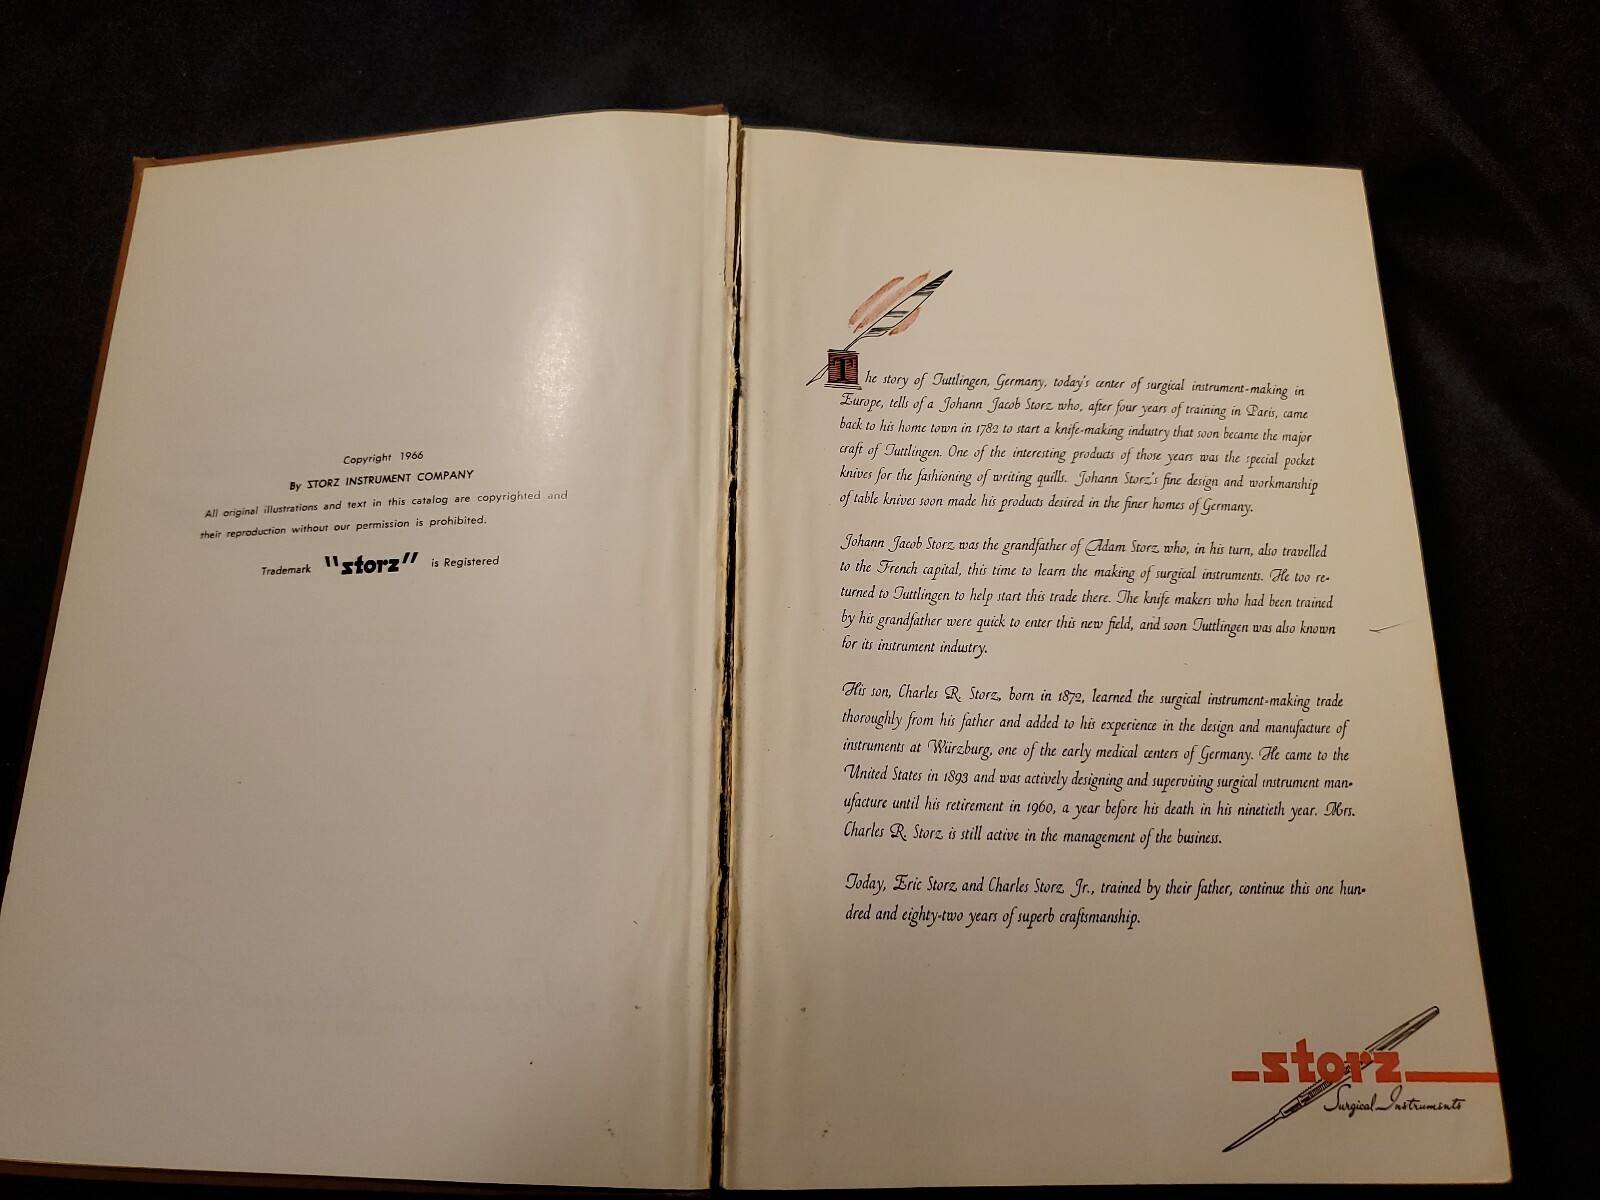 Copyright 1966
By STORZ INSTRUMENT COMPANY
All original illustrations and text in this catalog are copyrighted and
their reproduction without our permission is prohibited.
Trademark "storz" is Registered
The story of Tuttlingen, Germany, today's center of surgical instrument-making in
Europe, tells of a Johann Jacob Storz who, after four years of training in Paris, came
back to his home town in 1782 to start a knife-making industry that soon became the major
craft of Tuttlingen. One of the interesting products of those years was the special pocket
knives for the fashioning of writing quills. Johann Storz's fine design and workmanship
of table knives soon made his products desired in the finer homes of Germany.
Johann Jacob Storz was the grandfather of Adam Storz who, in his turn, also travelled
to the French capital, this time to learn the making of surgical instruments. He too re-
turned to Tuttlingen to help start this trade there. The knife makers who had been trained
by his grandfather were quick to enter this new field, and soon Tuttlingen was also known
for its instrument industry.
His son, Charles R. Storz, born in 1872, learned the surgical instrument-making trade
thoroughly from his father and added to his experience in the design and manufacture of
instruments at Würzburg, one of the early medical centers of Germany. He came to the
United States in 1893 and was actively designing and supervising surgical instrument man-
ufacture until his retirement in 1960, a year before his death in his ninetieth year. Mrs.
Charles R. Storz is still active in the management of the business.
Today, Eric Storz and Charles Storz Jr., trained by their father, continue this one hun-
dred and eighty-two years of superb craftsmanship.
storz
Surgical Instruments